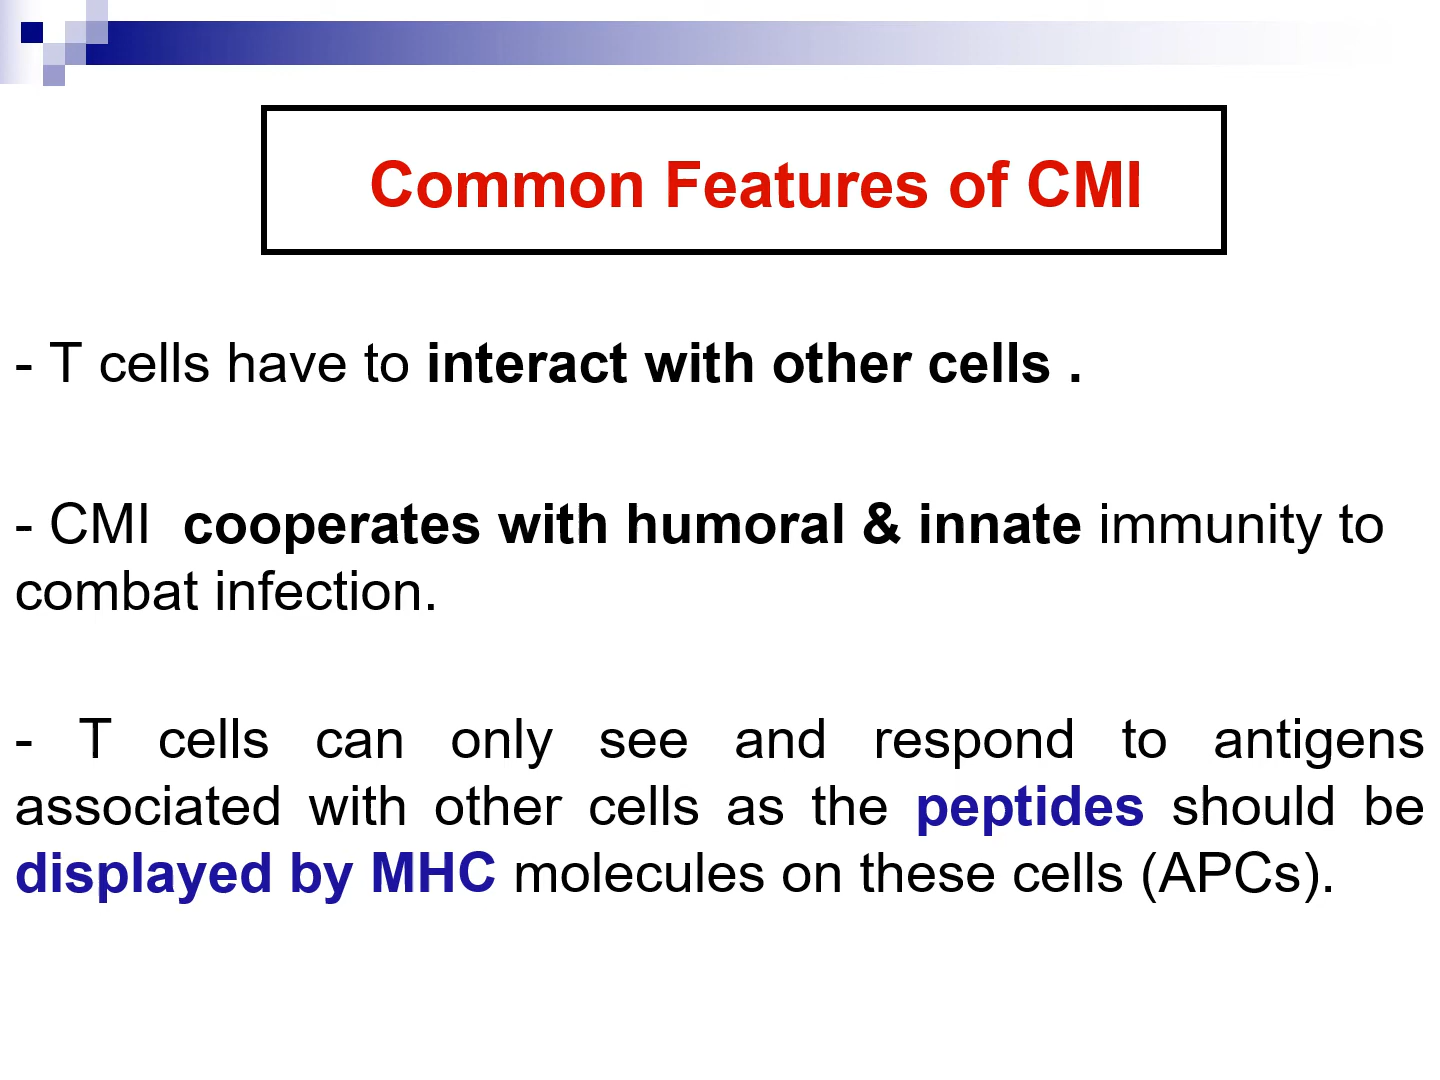 Common Features of CMI
- T cells have to interact with other cells .
- CMI  cooperates with humoral & innate immunity to
combat infection.
- T cells can only see and respond to antigens
associated with other cells as the peptides should be
displayed by MHC molecules on these cells (APCs).